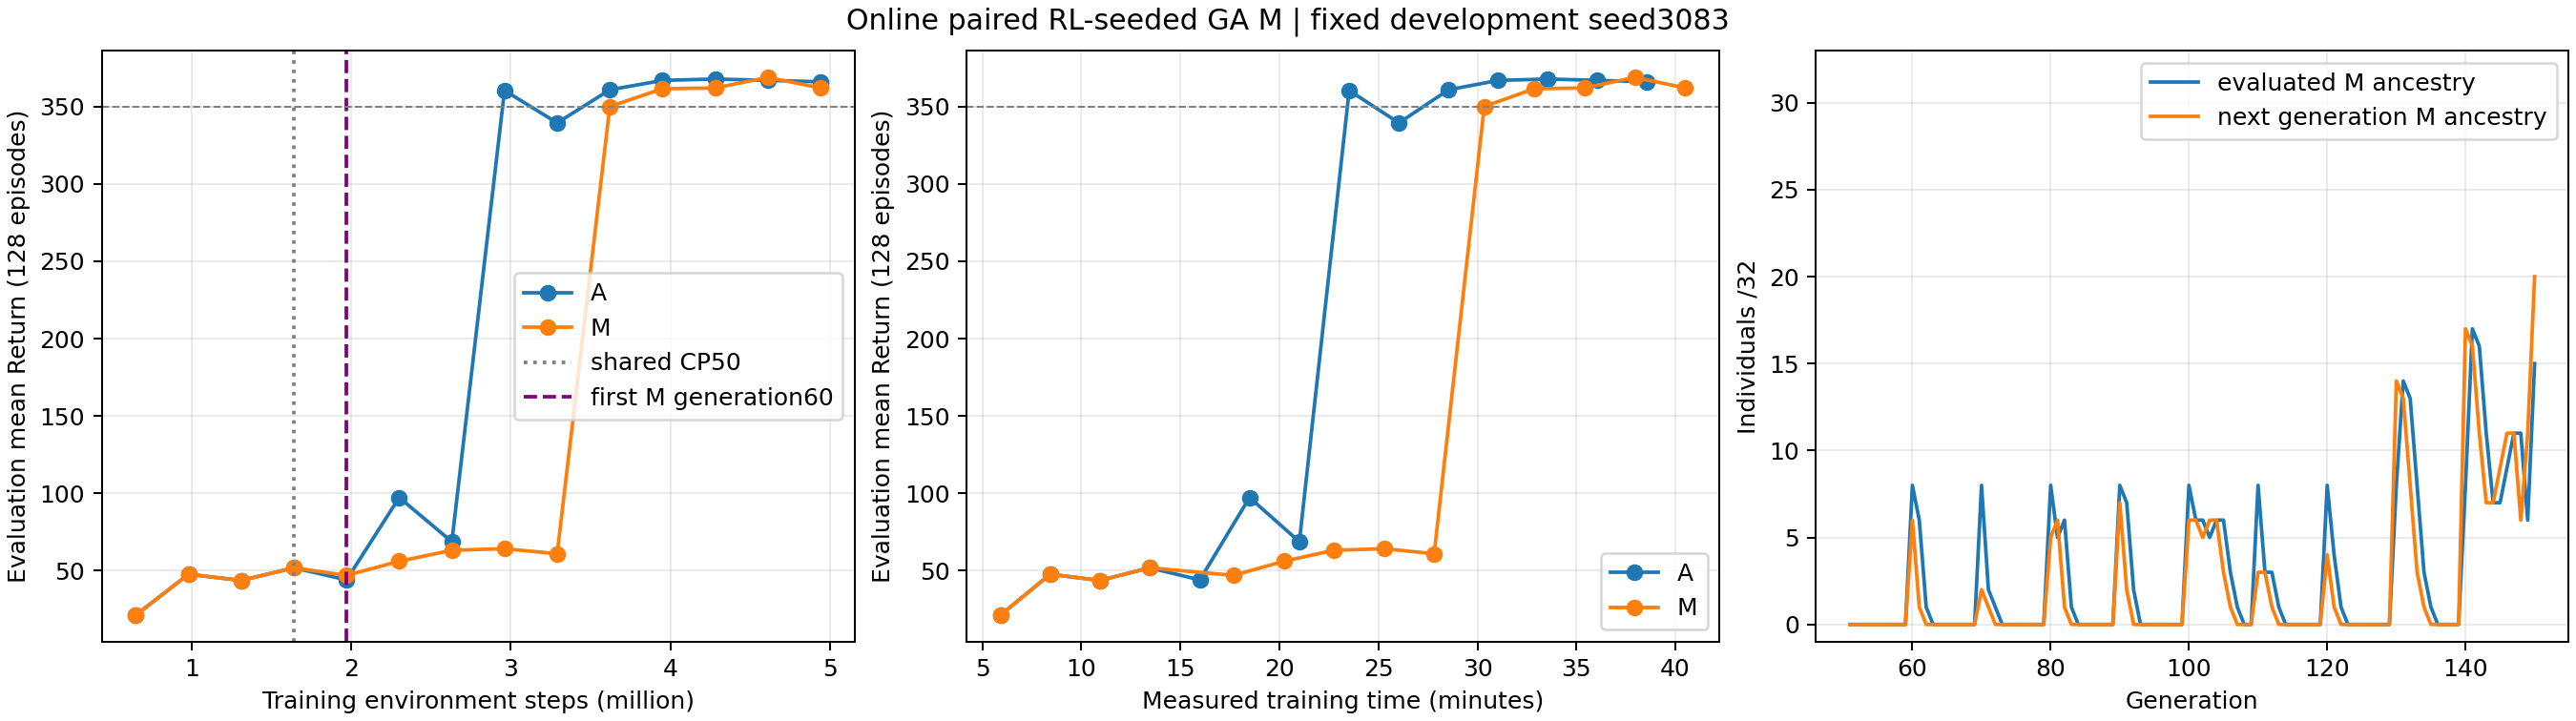 Online paired RL-seeded GA M | fixed development seed3083
Evaluation mean Return (128 episodes)
350
300
250
200
150
100
50
A
M
shared CP50
first M generation60
1
2
3
4
5
Training environment steps (million)
Evaluation mean Return (128 episodes)
350
300
250
200
150
100
50
A
M
5
10
15
20
25
30
35
40
Measured training time (minutes)
Individuals /32
30
25
20
15
10
5
0
evaluated M ancestry
next generation M ancestry
60
80
100
120
140
Generation